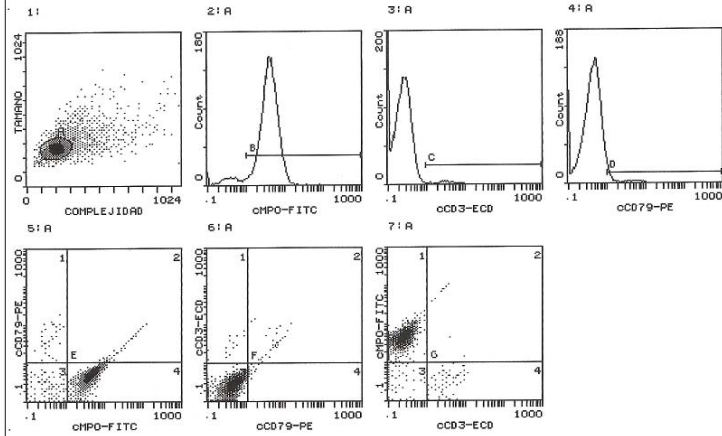 1:
1024
TAMANO
0
A
0
1024
COMPLEJIDAD
2:A
180
Count
0
B
.1
1000
cMPO-FITC
3:A
200
Count
0
C
.1
1000
cCD3-ECD
4:A
188
Count
0
D
.1
1000
cCD79-PE
5:A
1000
cCD79-PE
.1
1
2
E
3
4
.1
1000
cMPO-FITC
6:A
1000
cCD3-ECD
.1
1
2
F
3
4
.1
1000
cCD79-PE
7:A
1000
cMPO-FITC
.1
1
2
G
3
4
.1
1000
cCD3-ECD